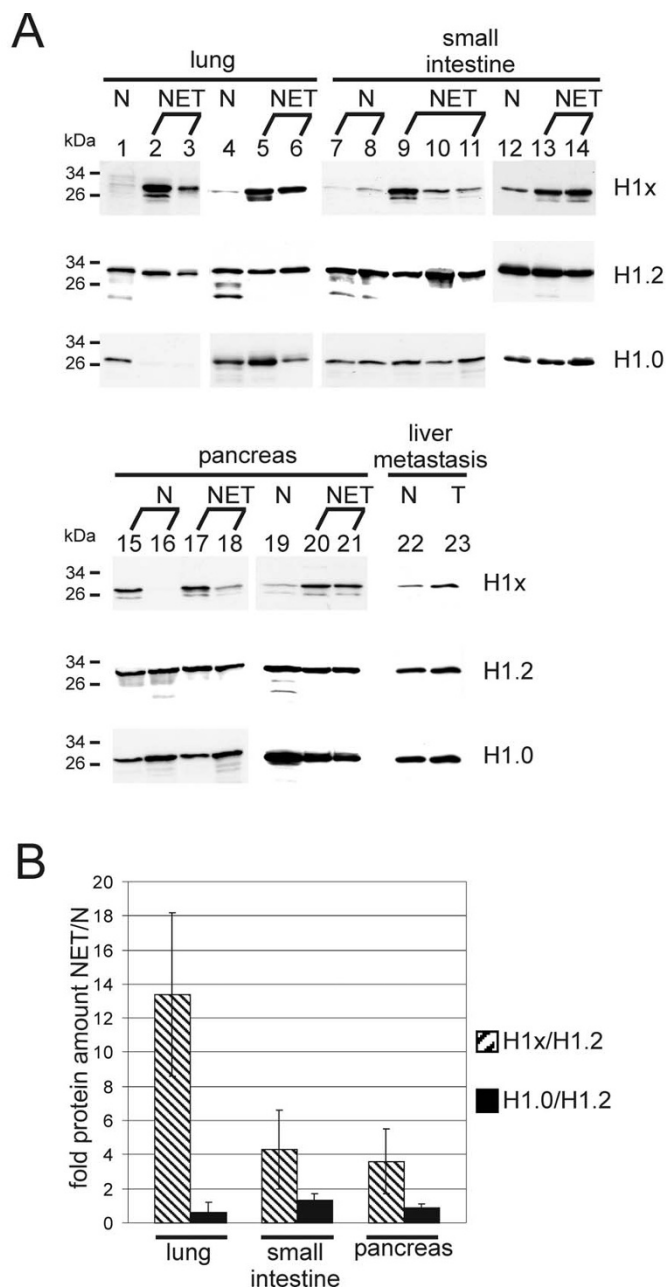 A
lung
small
intestine
N NET N NET N NET N NET
kDa 1 2 3 4 5 6 7 8 9 10 11 12 13 14
34
26
H1x
34
26
H1.2
34
26
H1.0
pancreas
liver
metastasis
N NET N NET N T
kDa 15 16 17 18 19 20 21 22 23
34
26
H1x
34
26
H1.2
34
26
H1.0
B
fold protein amount NET/N
20
18
16
14
12
10
8
6
4
2
0
H1x/H1.2
H1.0/H1.2
lung
small
intestine
pancreas